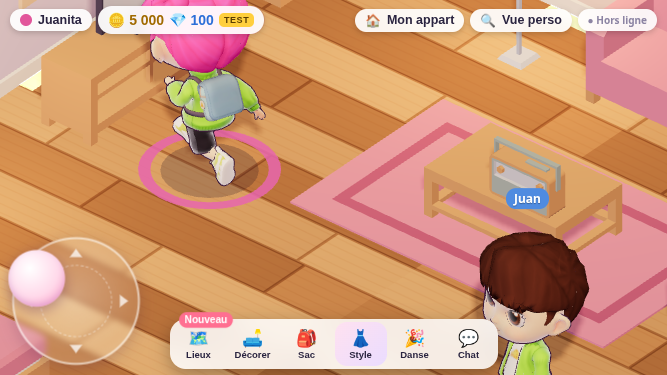 Juanita
5 000
100
TEST
Mon appart
Vue perso
Hors ligne
Juan
Nouveau
Lieux
Décorer
Sac
Style
Danse
Chat